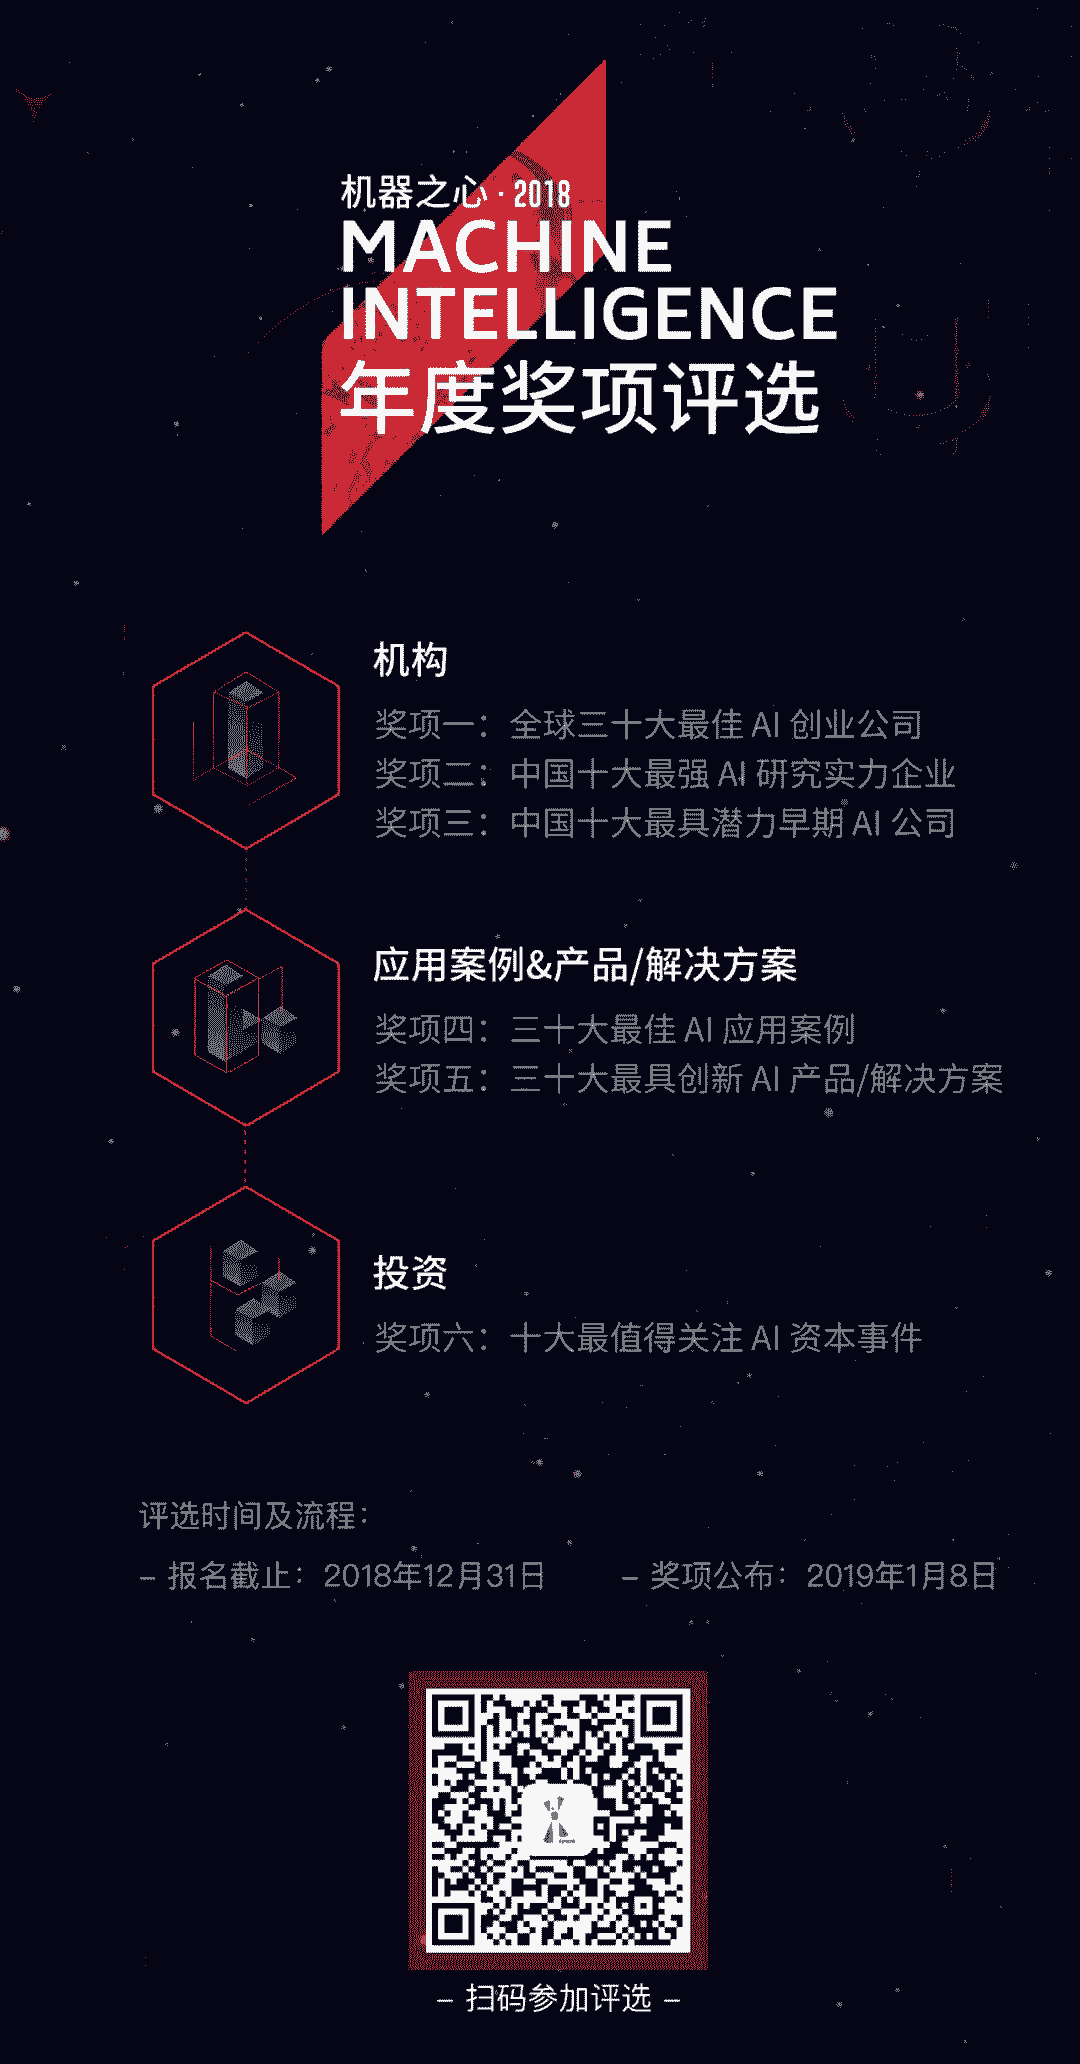 机器之心·2018
MACHINE
INTELLIGENCE
年度奖项评选
机构
奖项一：全球三十大最佳 AI 创业公司
奖项二：中国十大最强 AI 研究实力企业
奖项三：中国十大最具潜力早期 AI 公司
应用案例&产品/解决方案
奖项四：三十大最佳 AI 应用案例
奖项五：三十大最具创新 AI 产品/解决方案
投资
奖项六：十大最值得关注 AI 资本事件
评选时间及流程：
– 报名截止：2018年12月31日
– 奖项公布：2019年1月8日
– 扫码参加评选 –